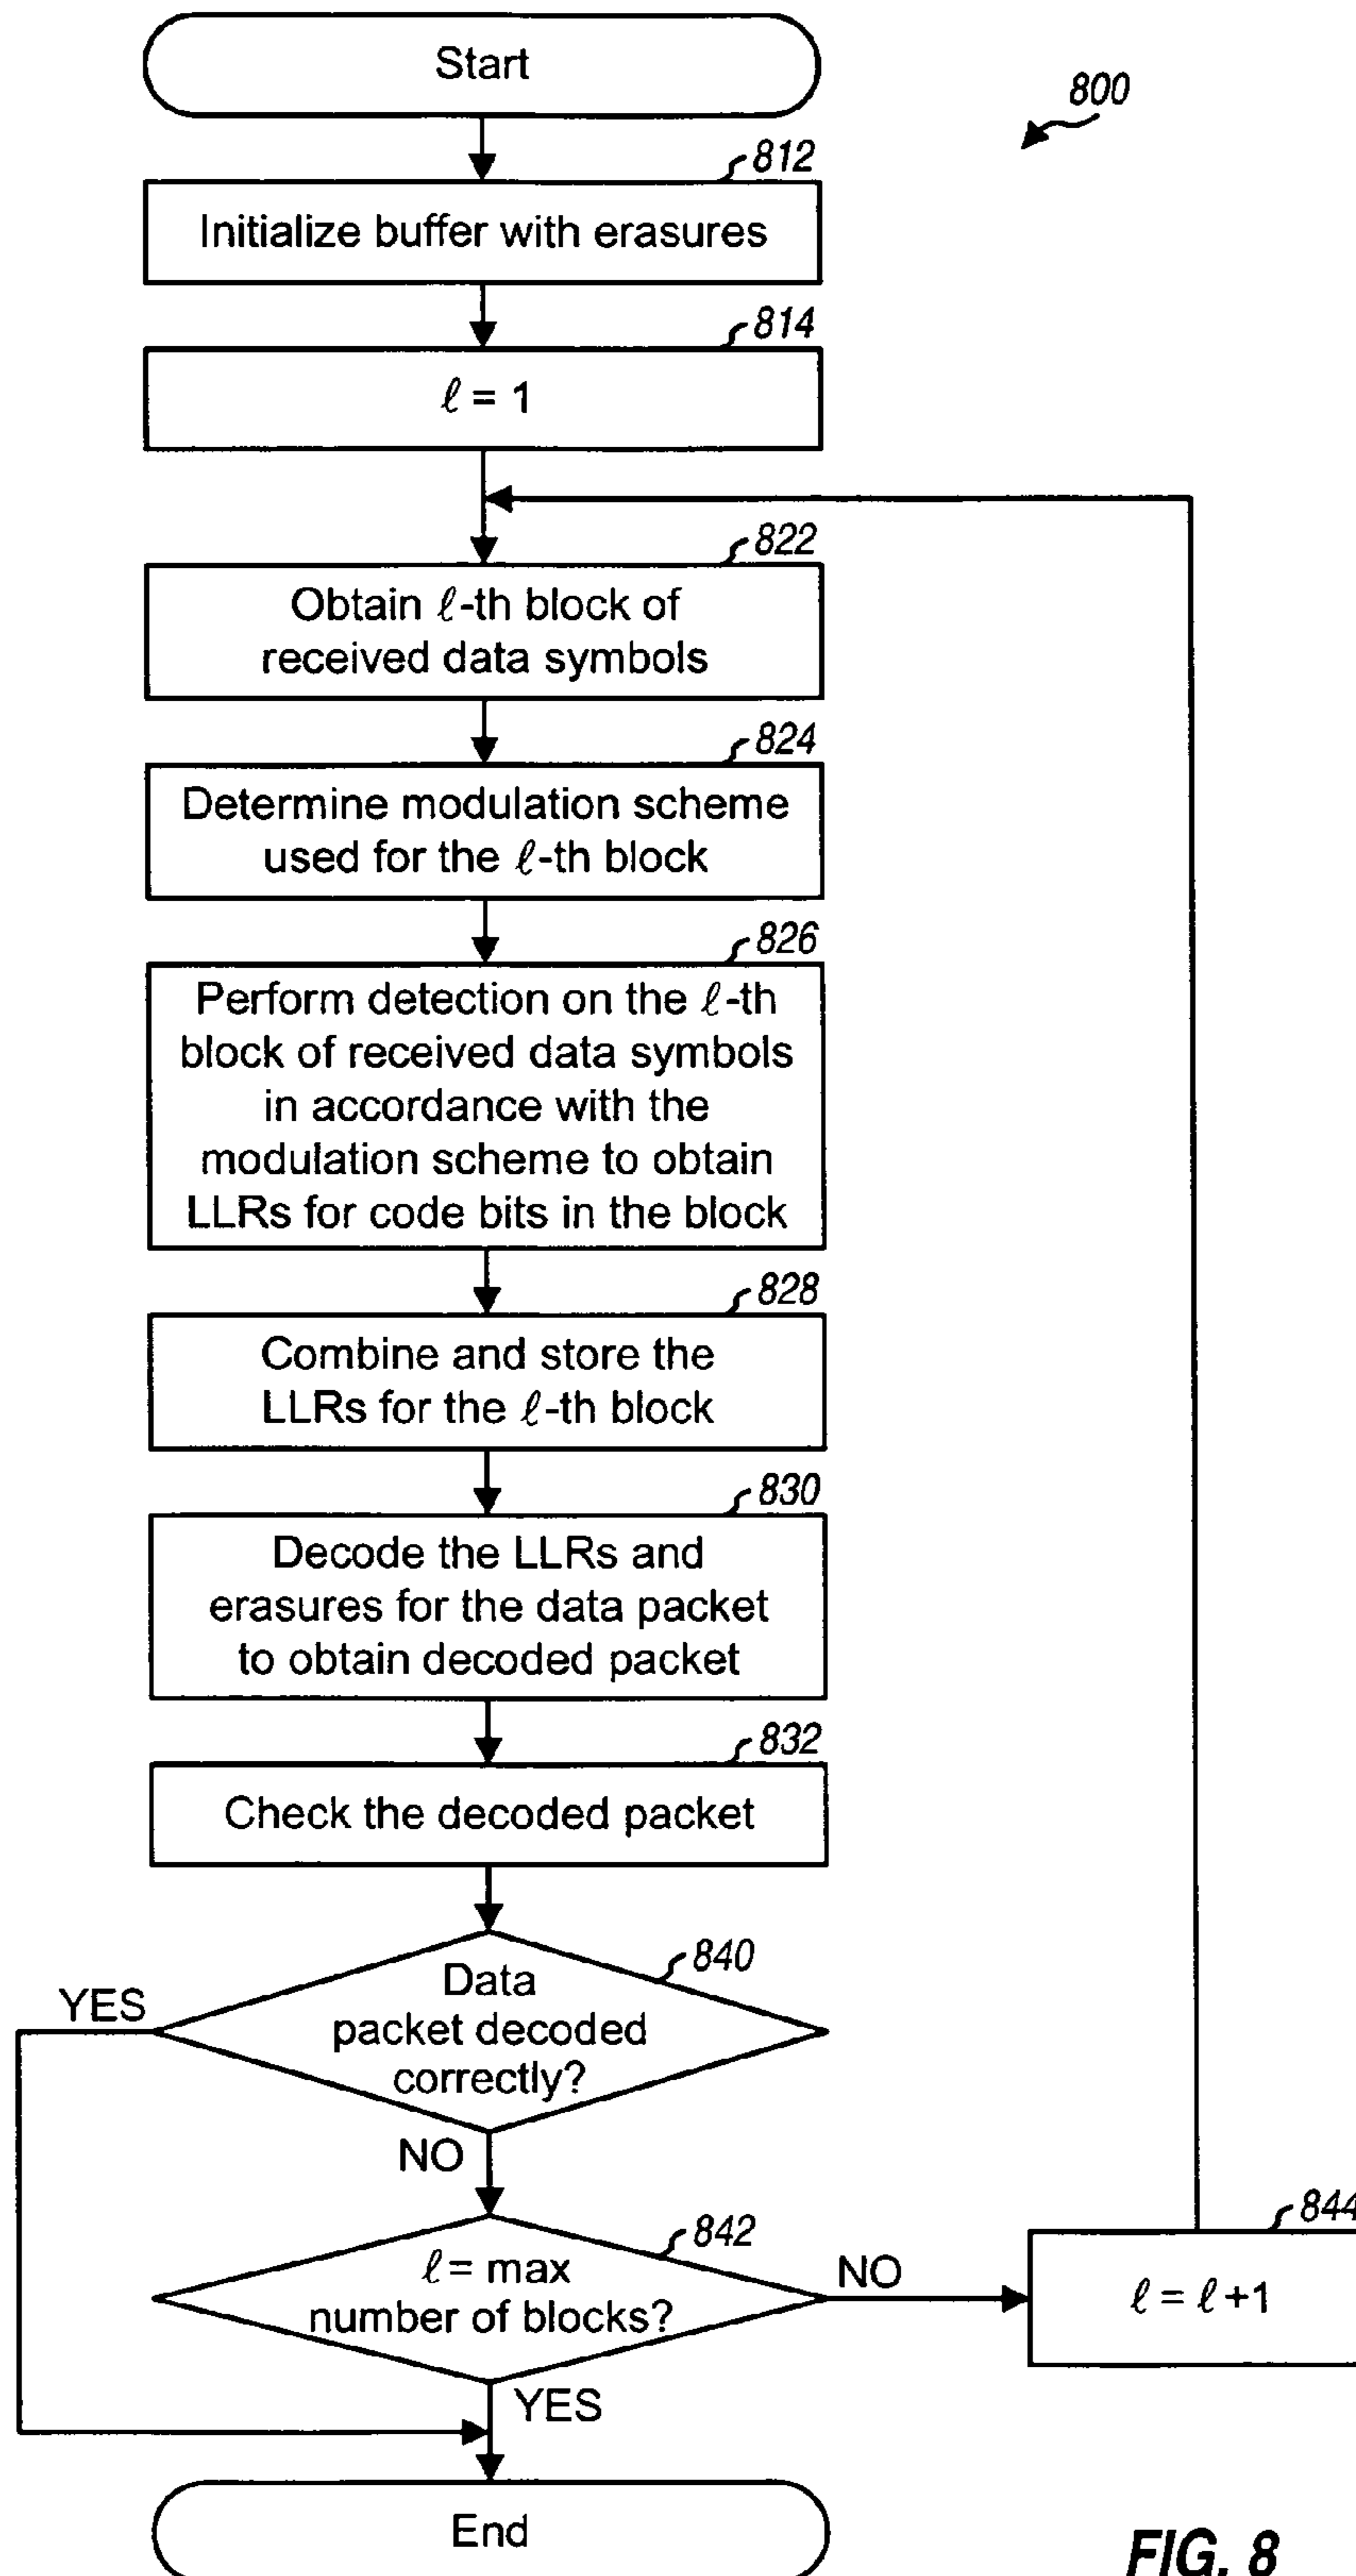 Start
800
812
Initialize buffer with erasures
814
ℓ = 1
822
Obtain ℓ-th block of
received data symbols
824
Determine modulation scheme
used for the ℓ-th block
826
Perform detection on the ℓ-th
block of received data symbols
in accordance with the
modulation scheme to obtain
LLRs for code bits in the block
828
Combine and store the
LLRs for the ℓ-th block
830
Decode the LLRs and
erasures for the data packet
to obtain decoded packet
832
Check the decoded packet
840
Data
packet decoded
correctly?
YES
NO
842
ℓ = max
number of blocks?
NO
844
ℓ = ℓ +1
YES
End
FIG. 8